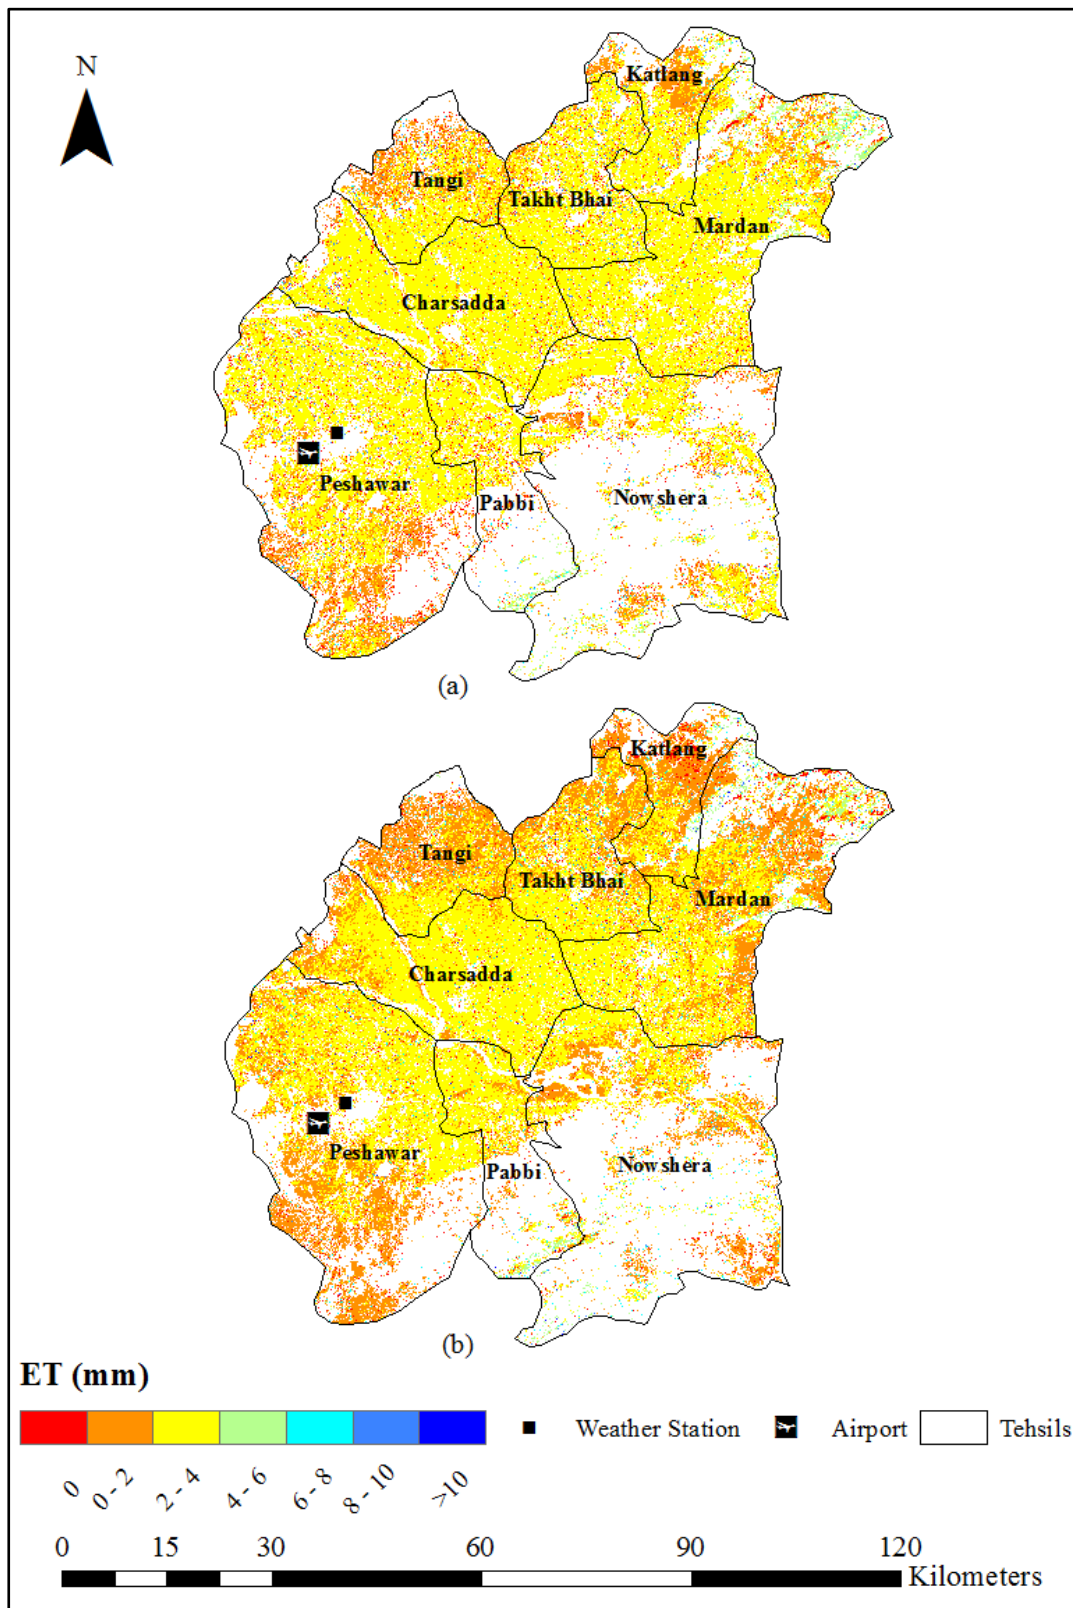 N
Katlang
Tangi
Takht Bhai
Mardan
Charsadda
Peshawar
Pabbi
Nowshera
(a)
Katlang
Tangi
Takht Bhai
Mardan
Charsadda
Peshawar
Pabbi
Nowshera
(b)
ET (mm)
Weather Station
Airport
Tehsils
0
0 - 2
2 - 4
4 - 6
6 - 8
8 - 10
>10
0 15 30 60 90 120
Kilometers